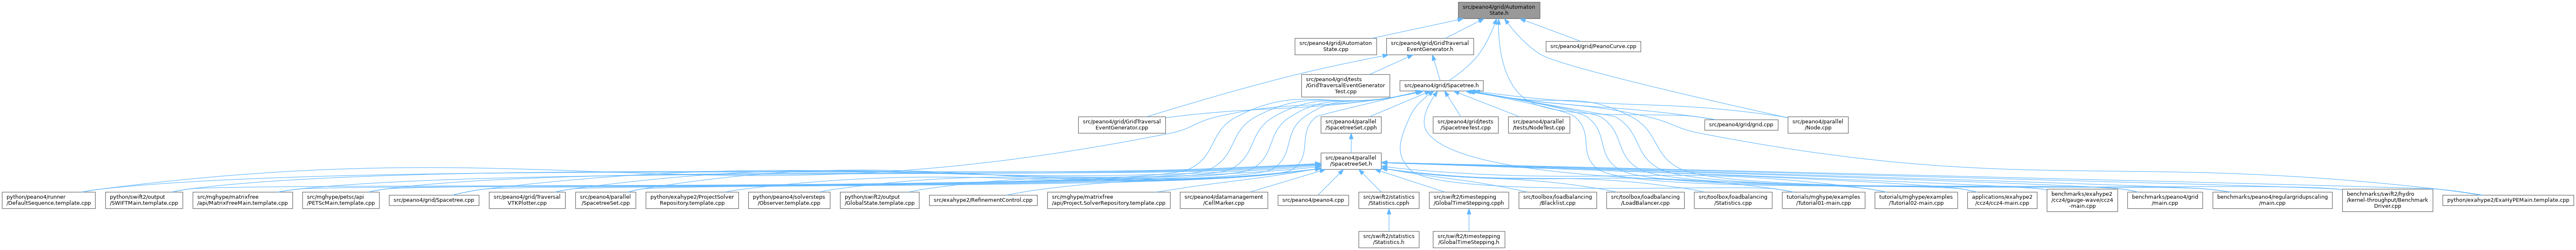 src/peano4/grid/Automaton
State.h
src/peano4/grid/Automaton
State.cpp
src/peano4/grid/GridTraversal
EventGenerator.h
src/peano4/grid/PeanoCurve.cpp
src/peano4/grid/tests
/GridTraversalEventGenerator
Test.cpp
src/peano4/grid/Spacetree.h
src/peano4/grid/GridTraversal
EventGenerator.cpp
src/peano4/parallel
/SpacetreeSet.cpph
src/peano4/grid/tests
/SpacetreeTest.cpp
src/peano4/parallel
/tests/NodeTest.cpp
src/peano4/grid/grid.cpp
src/peano4/parallel
/Node.cpp
src/peano4/parallel
/SpacetreeSet.h
python/peano4/runner
/DefaultSequence.template.cpp
python/swift2/output
/SWIFTMain.template.cpp
src/mghype/matrixfree
/api/MatrixFreeMain.template.cpp
src/mghype/petsc/api
/PETScMain.template.cpp
src/peano4/grid/Spacetree.cpp
src/peano4/grid/Traversal
VTKPlotter.cpp
src/peano4/parallel
/SpacetreeSet.cpp
python/exahype2/ProjectSolver
Repository.template.cpp
python/peano4/solversteps
/Observer.template.cpp
python/swift2/output
/GlobalState.template.cpp
src/exahype2/RefinementControl.cpp
src/mghype/matrixfree
/api/Project.SolverRepository.template.cpp
src/peano4/datamanagement
/CellMarker.cpp
src/peano4/peano4.cpp
src/swift2/statistics
/Statistics.cpph
src/swift2/timestepping
/GlobalTimeStepping.cpph
src/toolbox/loadbalancing
/Blacklist.cpp
src/toolbox/loadbalancing
/LoadBalancer.cpp
src/toolbox/loadbalancing
/Statistics.cpp
tutorials/mghype/examples
/Tutorial01-main.cpp
tutorials/mghype/examples
/Tutorial02-main.cpp
applications/exahype2
/ccz4/ccz4-main.cpp
benchmarks/exahype2
/ccz4/gauge-wave/ccz4
-main.cpp
benchmarks/peano4/grid
/main.cpp
benchmarks/peano4/regulargridupscaling
/main.cpp
benchmarks/swift2/hydro
/kernel-throughput/Benchmark
Driver.cpp
python/exahype2/ExaHyPEMain.template.cpp
src/swift2/statistics
/Statistics.h
src/swift2/timestepping
/GlobalTimeStepping.h